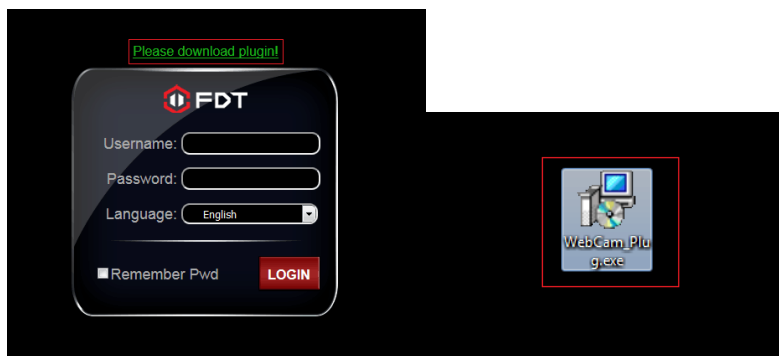 Please download plugin!
FDT
Username:
Password:
Language: English
Remember Pwd LOGIN
WebCam_Plu
g.exe